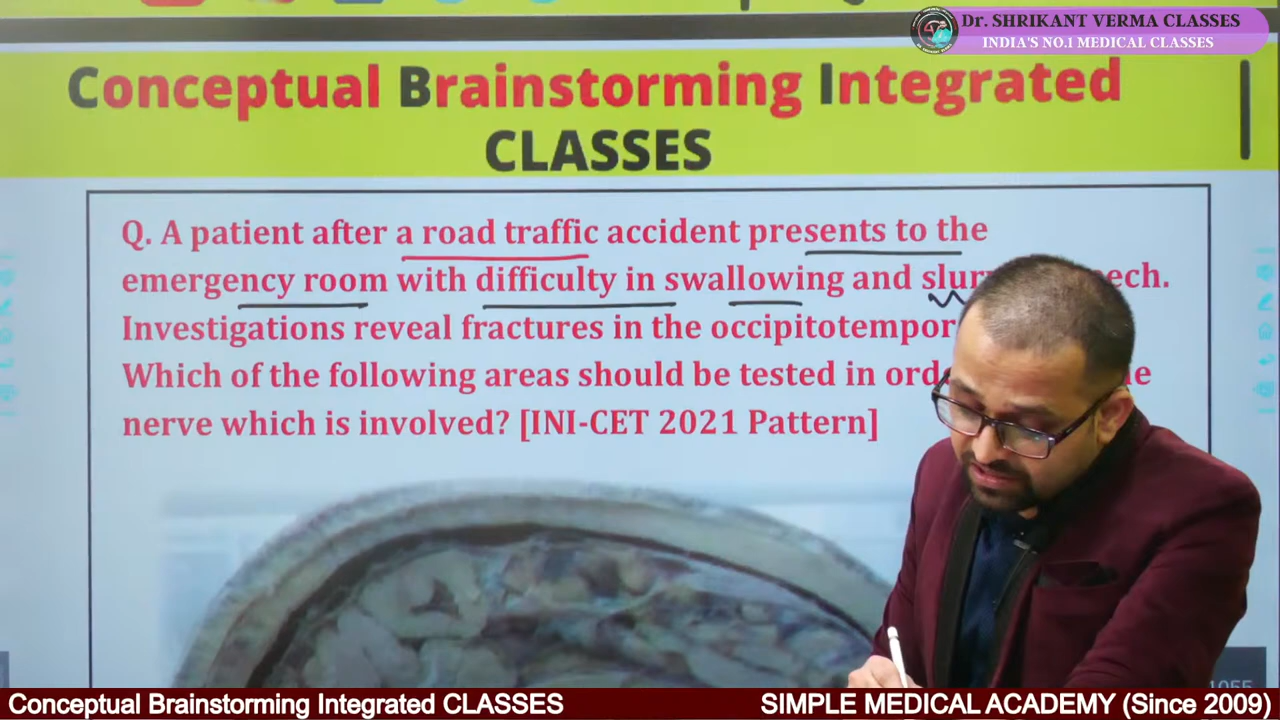 Dr. SHRIKANT VERMA CLASSES
INDIA'S NO.1 MEDICAL CLASSES
Conceptual Brainstorming Integrated
CLASSES
Q. A patient after a road traffic accident presents to the
emergency room with difficulty in swallowing and
Investigations reveal fractures in the
Which of the following areas should be tested in
nerve which is involved? [INI-CET 2021 Pattern]
Conceptual Brainstorming Integrated CLASSES
SIMPLE MEDICAL ACADEMY (Since 2009)